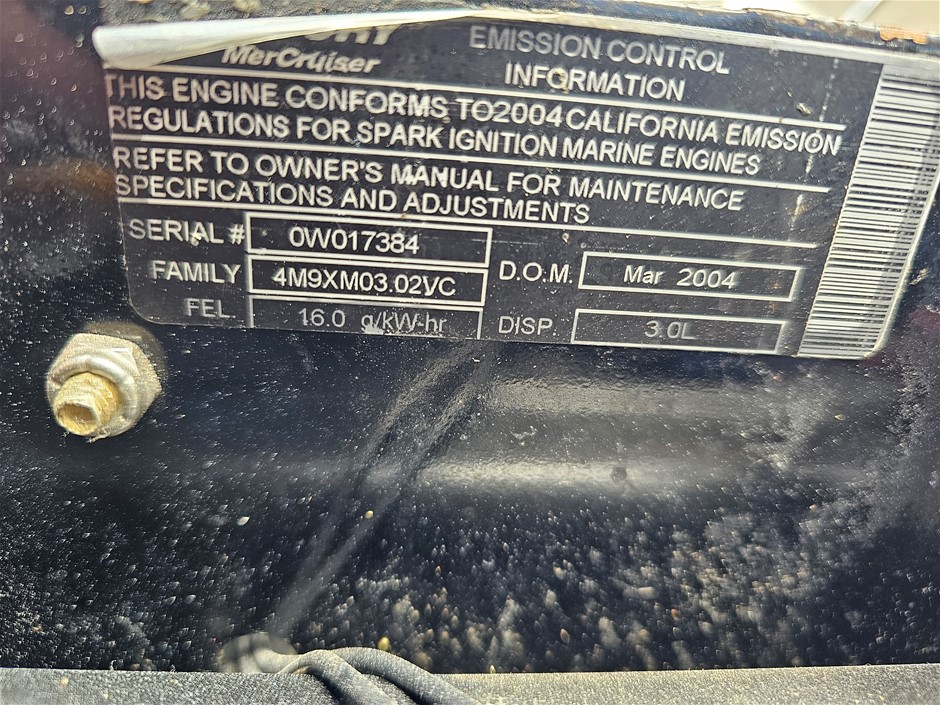 MerCruiser
EMISSION CONTROL
INFORMATION
THIS ENGINE CONFORMS TO2004CALIFORNIA EMISSION
REGULATIONS FOR SPARK IGNITION MARINE ENGINES
REFER TO OWNER'S MANUAL FOR MAINTENANCE
SPECIFICATIONS AND ADJUSTMENTS
SERIAL # 0W017384
FAMILY 4M9XM03.02VC D.O.M. Mar 2004
FEL 16.0 g/kW-hr DISP 3.0L